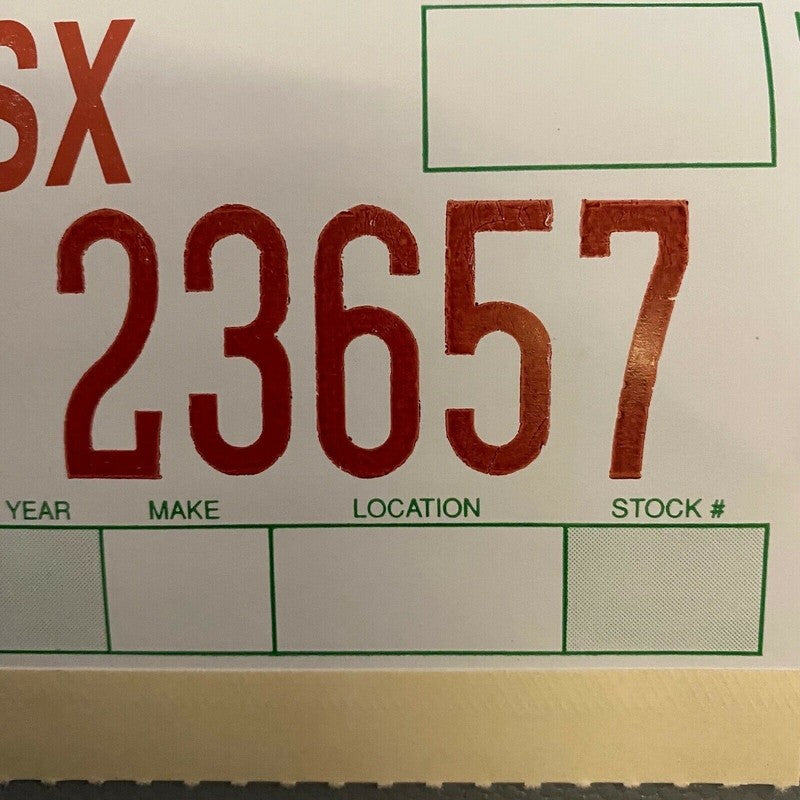 SX
23657
YEAR MAKE LOCATION STOCK #